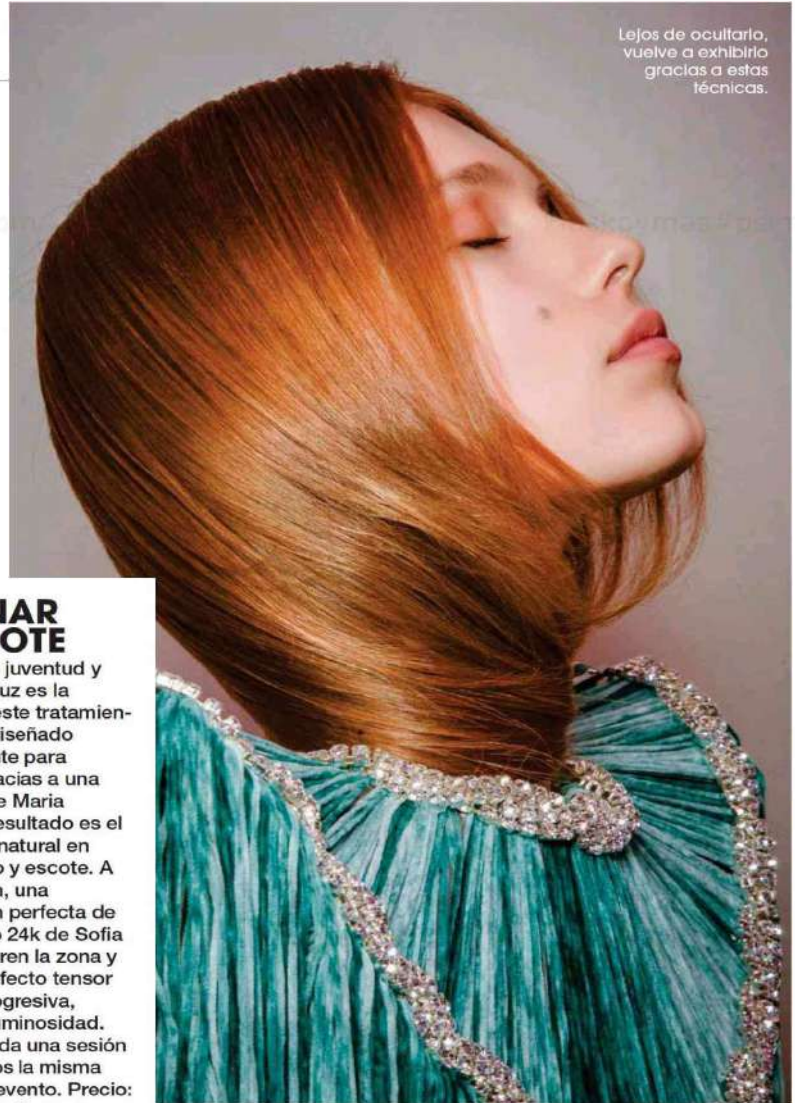 Lejos de ocultarlo,
vuelve a exhibirlo
gracias a estas
técnicas.
IAR
OTE
juventud y
uz es la
este tratamien-
iseñado
te para
acias a una
e Maria
esultado es el
natural en
o y escote. A
n, una
n perfecta de
o 24k de Sofia
ren la zona y
fecto tensor
ogresiva,
uminosidad.
da una sesión
os la misma
evento. Precio: